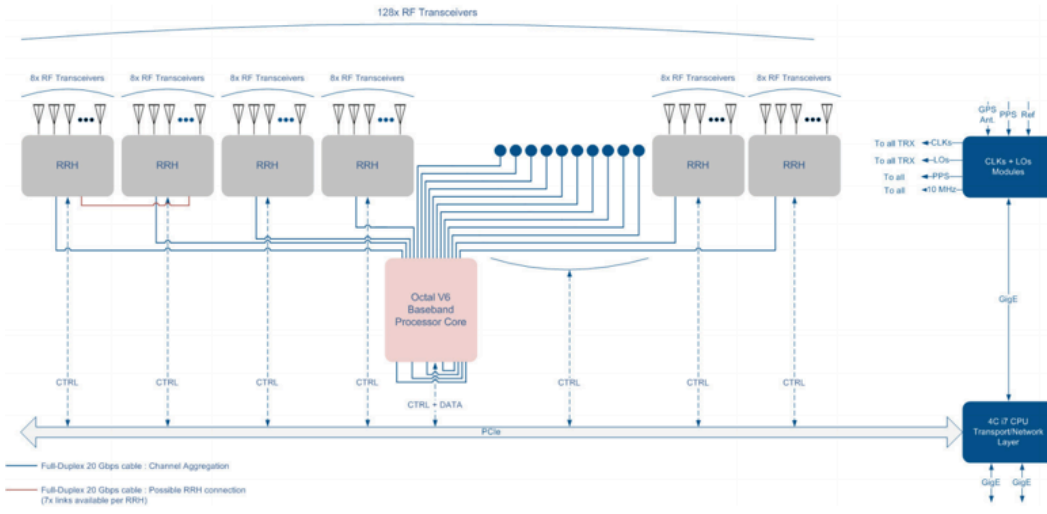 128x RF Transceivers
8x RF Transceivers
8x RF Transceivers
8x RF Transceivers
8x RF Transceivers
8x RF Transceivers
8x RF Transceivers
RRH
RRH
RRH
RRH
RRH
RRH
GPS
Ant.
PPS
Ref
To all TRX
CLKs
To all TRX
LOs
To all
PPS
To all
10 MHz
CLKs + LOs
Modules
Octal V6
Baseband
Processor Core
GigE
CTRL
CTRL
CTRL
CTRL
CTRL + DATA
CTRL
CTRL
CTRL
PCIe
4C i7 CPU
Transport/Network
Layer
GigE
GigE
Full-Duplex 20 Gbps cable : Channel Aggregation
Full-Duplex 20 Gbps cable : Possible RRH connection
(7x links available per RRH)